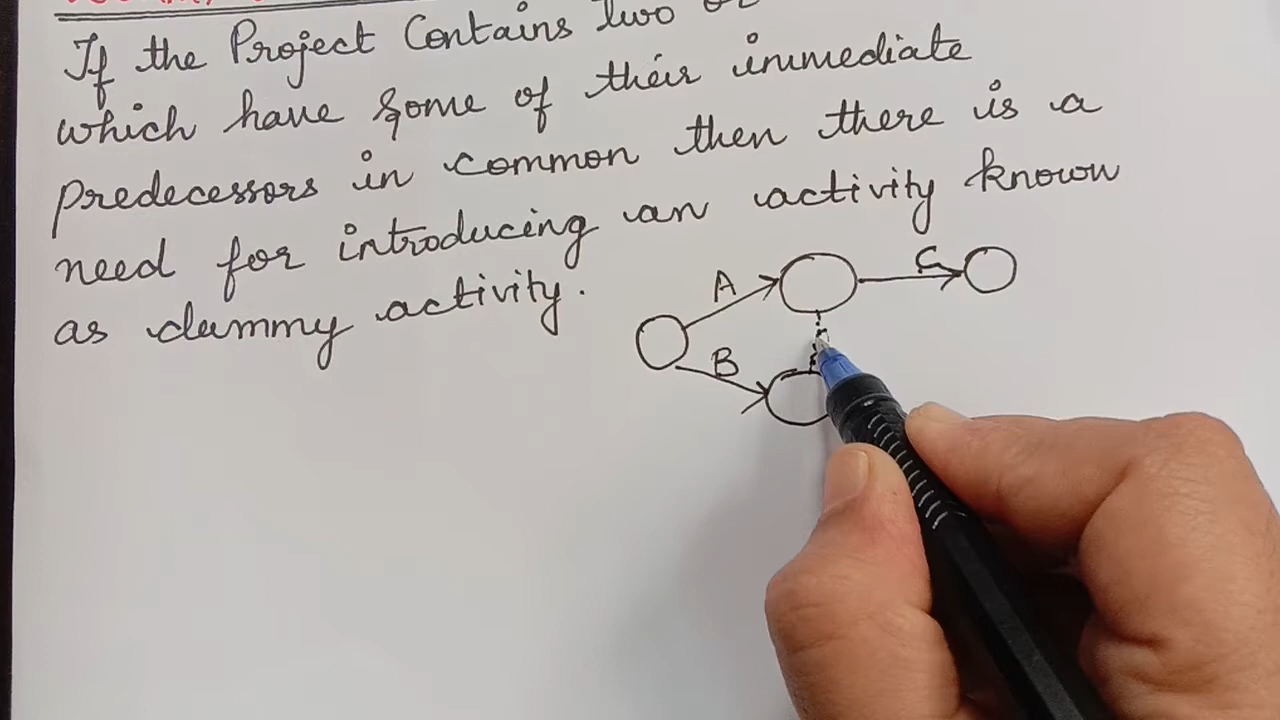 If the Project Contains two or
which have some of their immediate
predecessors in common then there is a
need for introducing an activity known
as dummy activity.
A
C
B